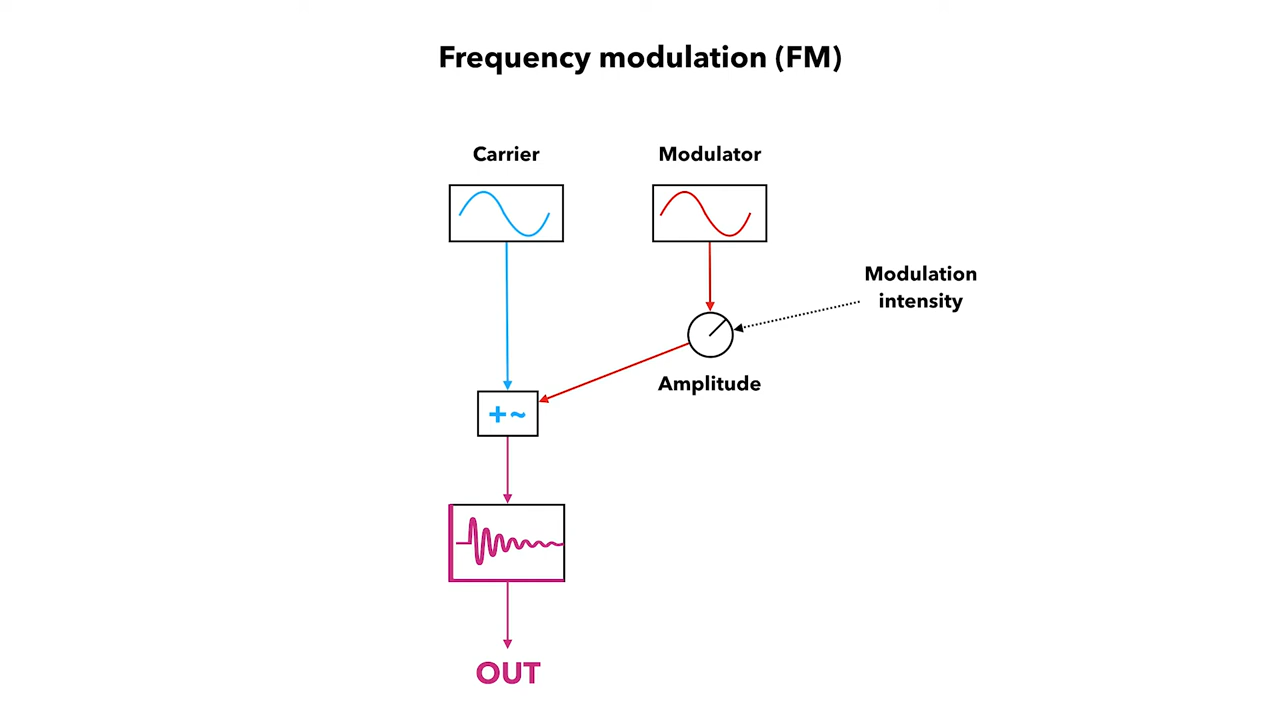 Frequency modulation (FM)
Carrier
Modulator
Modulation
intensity
Amplitude
+~
OUT